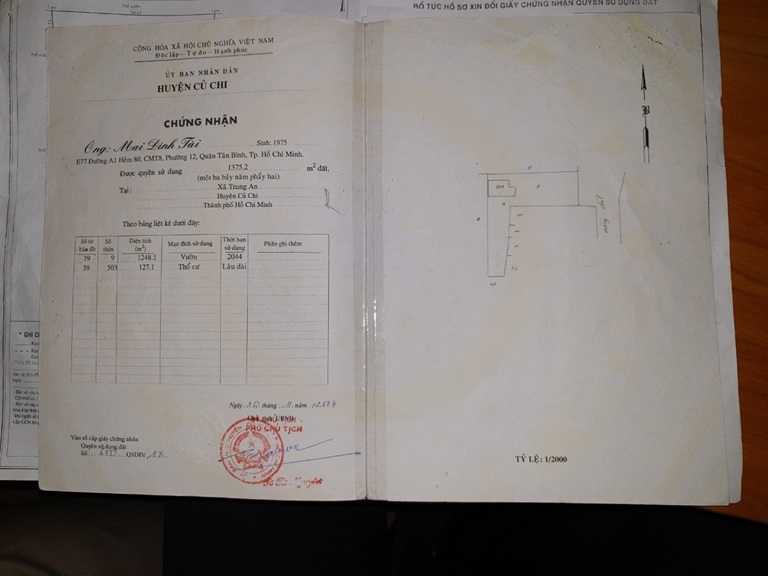 BỔ TÚC HỒ SƠ XIN ĐỔI GIẤY CHỨNG NHẬN QUYỀN SỬ DỤNG ĐẤT
CỘNG HÒA XÃ HỘI CHỦ NGHĨA VIỆT NAM
Độc lập - Tự do - Hạnh phúc
ỦY BAN NHÂN DÂN
HUYỆN CỦ CHI
CHỨNG NHẬN
Ông: Mai Đình Tài Sinh: 1975
E77 Đường A1 Hẻm 80, CMT8, Phường 12, Quận Tân Bình, Tp. Hồ Chí Minh.
Được quyền sử dụng 1375.2 m2 đất.
(một ba bảy năm phẩy hai)
Tại: Xã Trung An
Huyện Củ Chi
Thành phố Hồ Chí Minh
Theo bảng liệt kê dưới đây:
Số tờ bản đồ Số thửa Diện tích (m2) Mục đích sử dụng Thời hạn sử dụng Phần ghi thêm
39 9 1248.1 Vườn 2044
39 503 127.1 Thổ cư Lâu dài
Ngày tháng 11 năm
Chủ tịch UBND
PHÓ CHỦ TỊCH
Vào sổ cấp giấy chứng nhận
Quyền sử dụng đất
Số QSDĐ/
B
TỶ LỆ: 1/2000
* GHI C